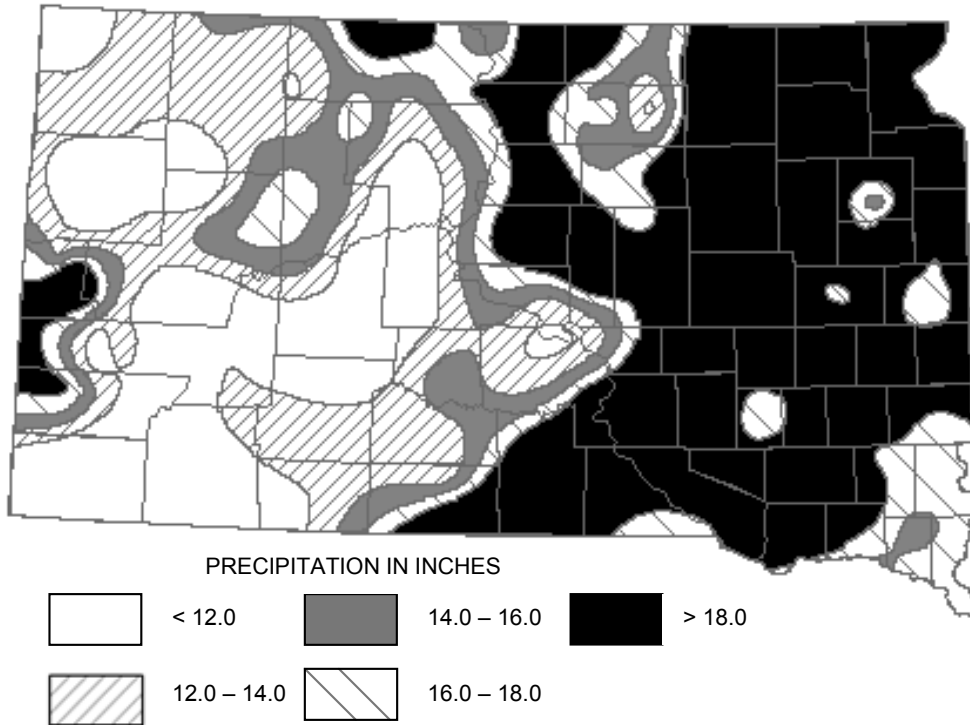 PRECIPITATION IN INCHES
< 12.0
14.0 – 16.0
> 18.0
12.0 – 14.0
16.0 – 18.0